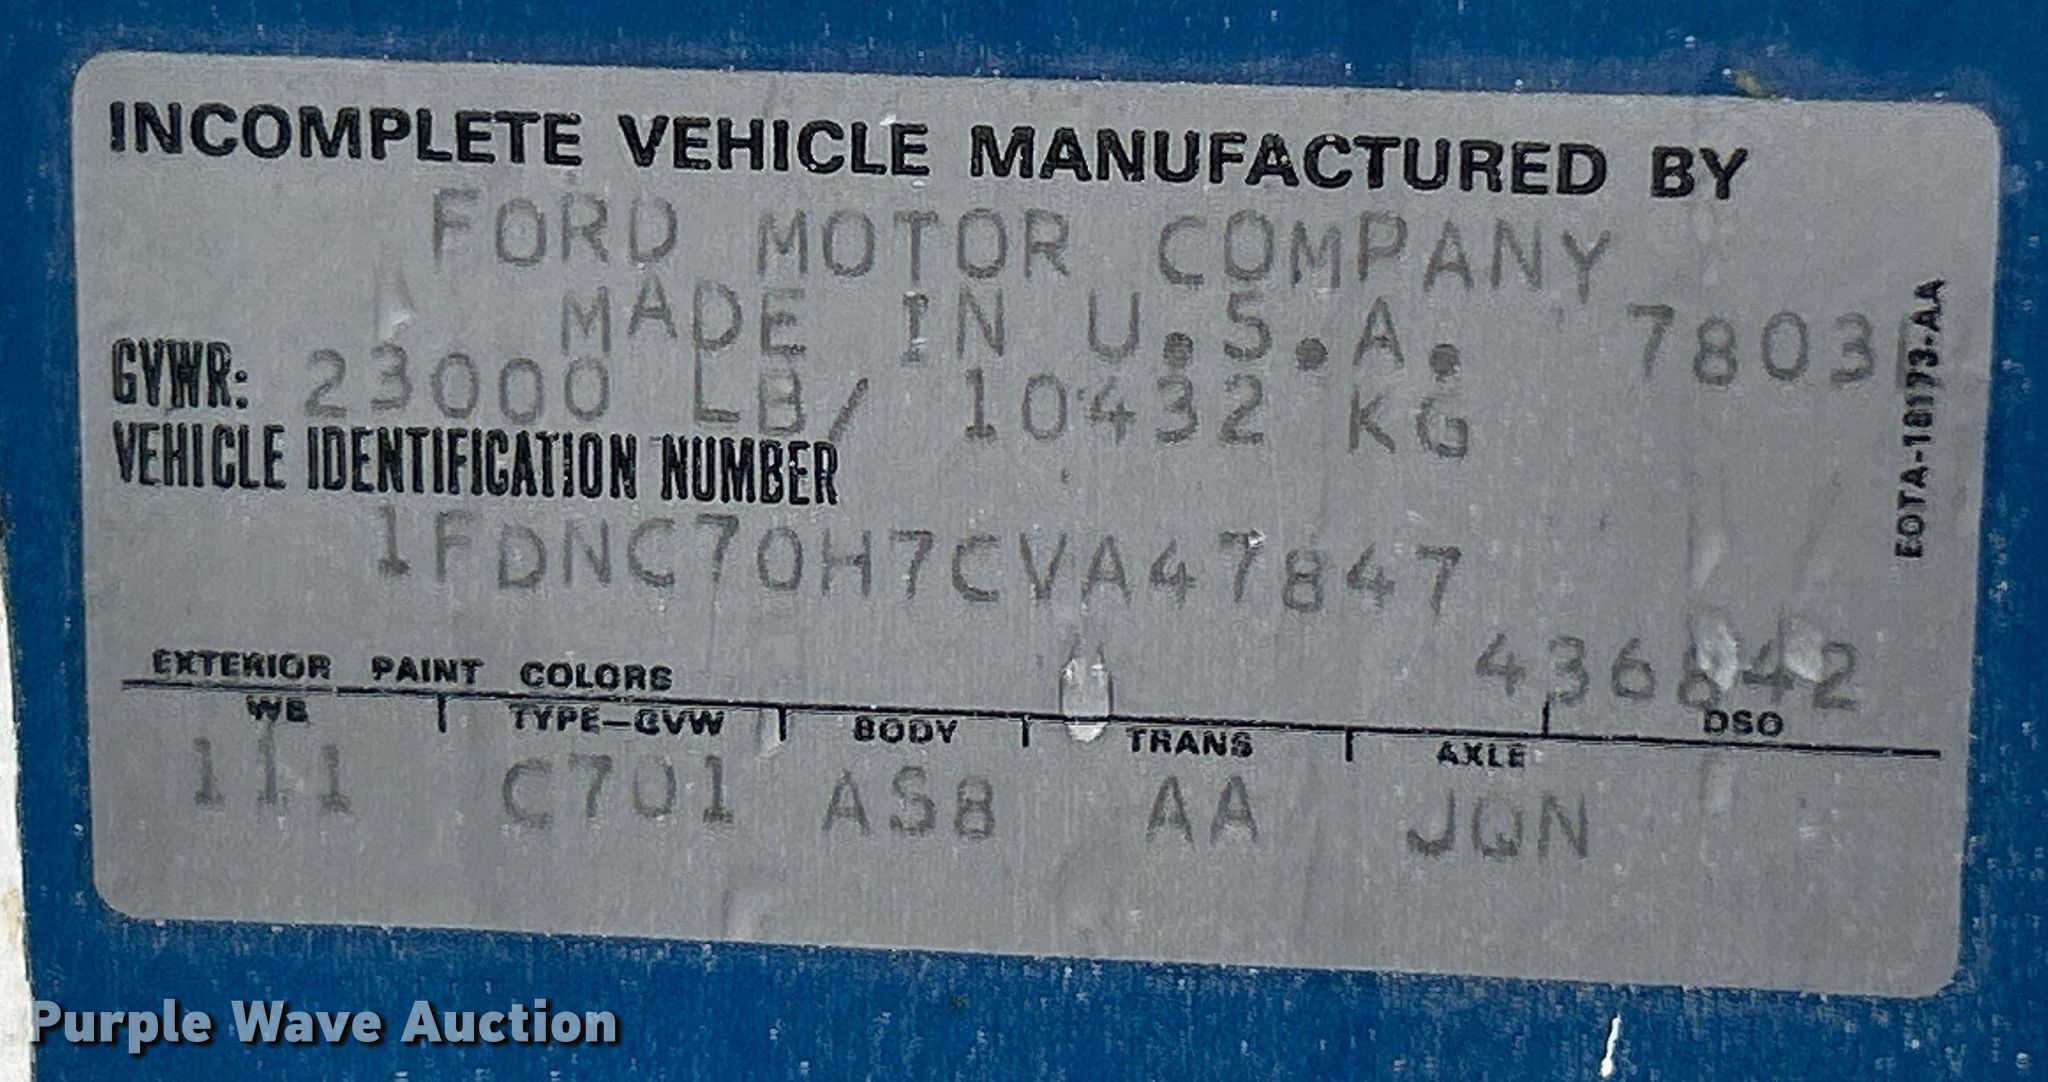 INCOMPLETE VEHICLE MANUFACTURED BY
FORD MOTOR COMPANY
MADE IN U.S.A. 7803
GVWR: 23000 LB/ 10432 KG
VEHICLE IDENTIFICATION NUMBER
1FDNC70H7CVA47847
EOTA-18173-AA
436842
EXTERIOR PAINT COLORS
WB TYPE-GVW BODY TRANS AXLE DSO
111 C701 AS8 AA JQN
Purple Wave Auction